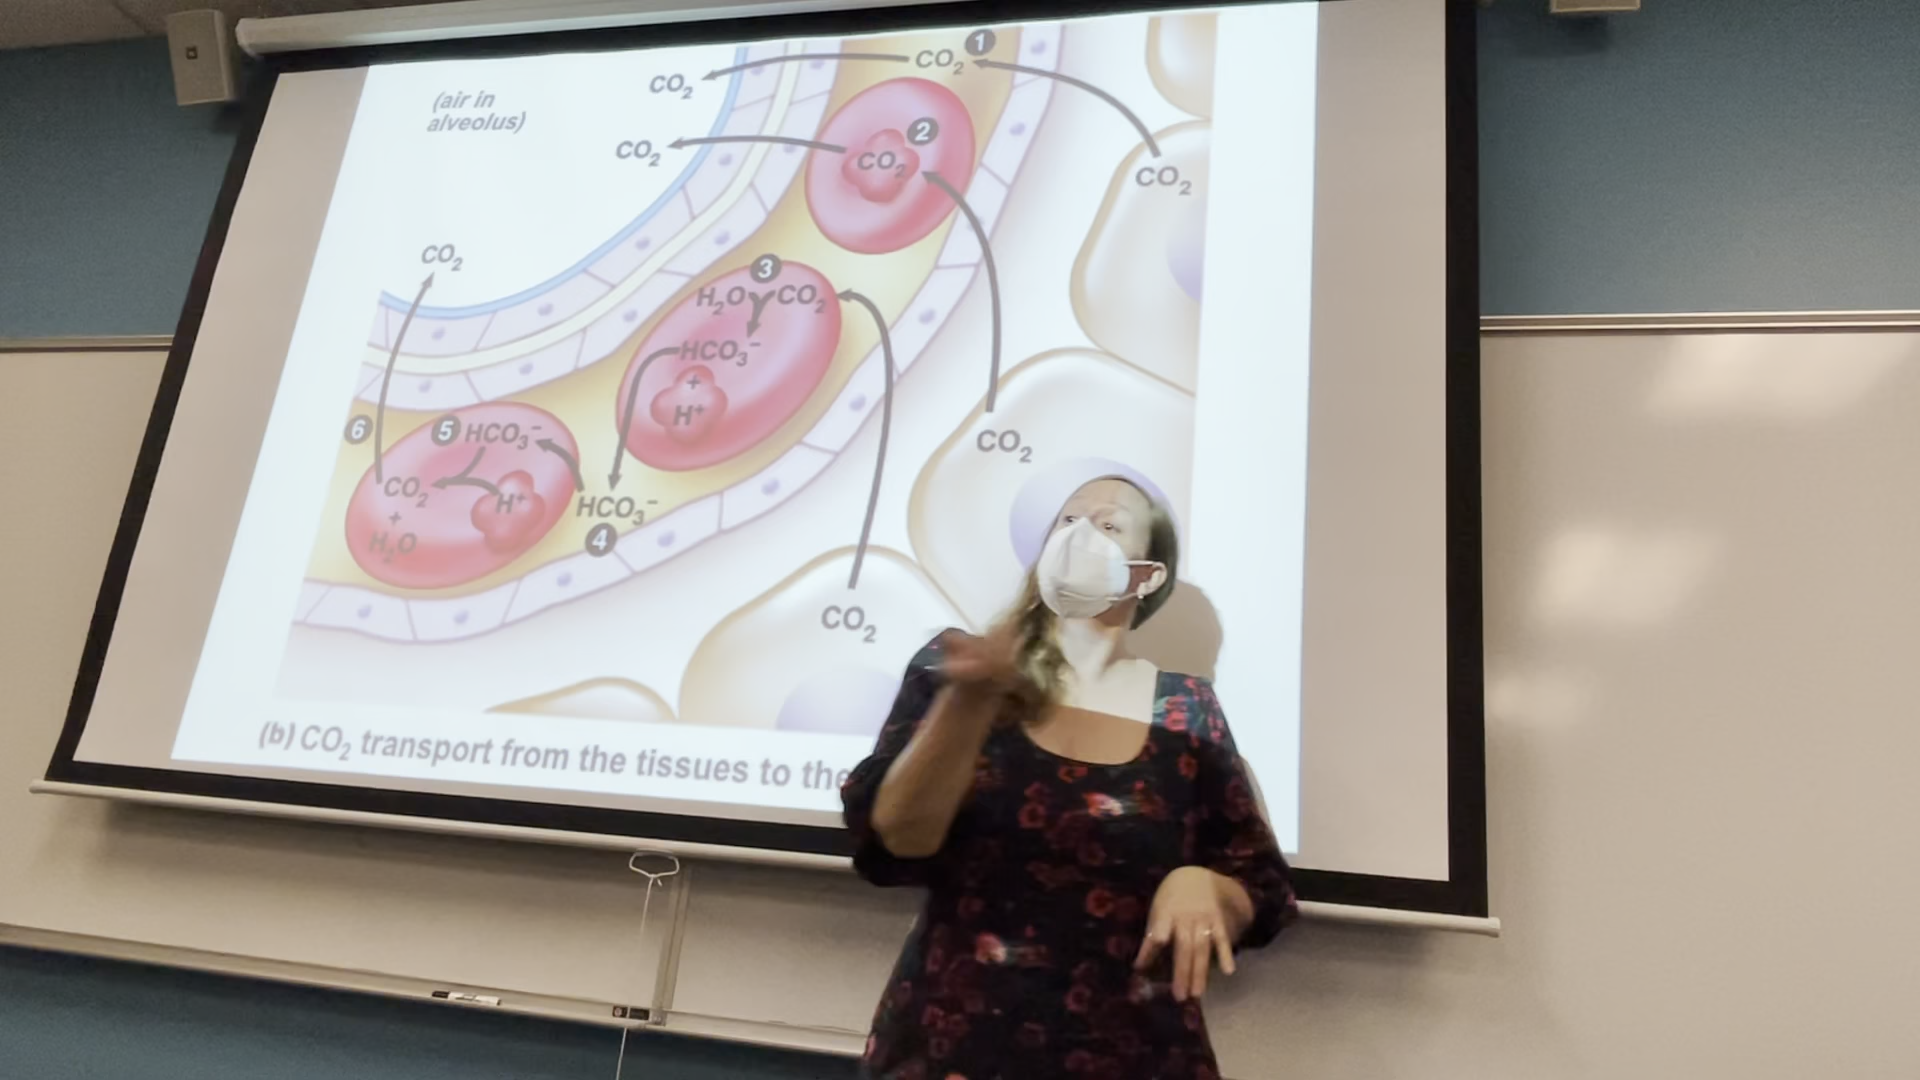 (air in
alveolus)
CO₂
CO₂ 1
CO₂
CO₂ 2
CO₂
CO₂
3
H₂O CO₂
HCO₃⁻
+
H⁺
6
5 HCO₃⁻
CO₂
H⁺
+
H₂O
HCO₃⁻
4
CO₂
CO₂
(b) CO₂ transport from the tissues to the